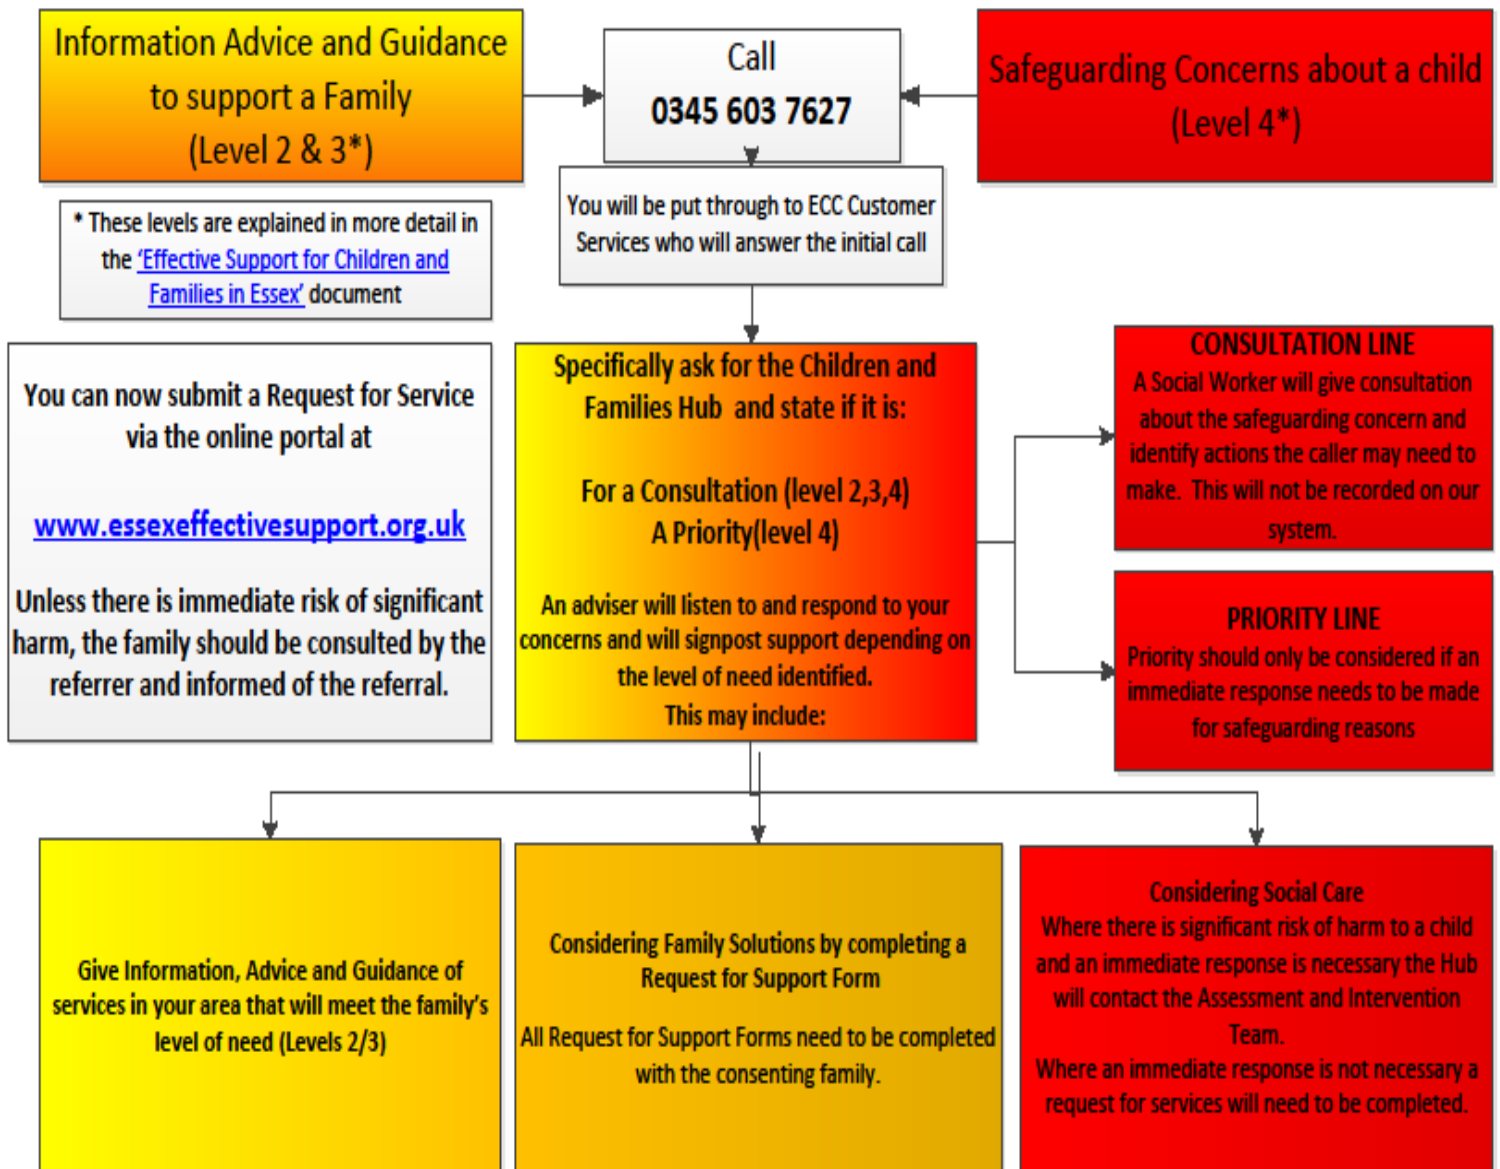 Information Advice and Guidance
to support a Family
(Level 2 & 3*)
Call
0345 603 7627
Safeguarding Concerns about a child
(Level 4*)
* These levels are explained in more detail in
the ‘Effective Support for Children and
Families in Essex’ document
You will be put through to ECC Customer
Services who will answer the initial call
You can now submit a Request for Service
via the online portal at
www.essexeffectivesupport.org.uk
Unless there is immediate risk of significant
harm, the family should be consulted by the
referrer and informed of the referral.
Specifically ask for the Children and
Families Hub and state if it is:
For a Consultation (level 2,3,4)
A Priority(level 4)
An adviser will listen to and respond to your
concerns and will signpost support depending on
the level of need identified.
This may include:
CONSULTATION LINE
A Social Worker will give consultation
about the safeguarding concern and
identify actions the caller may need to
make. This will not be recorded on our
system.
PRIORITY LINE
Priority should only be considered if an
immediate response needs to be made
for safeguarding reasons
Give Information, Advice and Guidance of
services in your area that will meet the family’s
level of need (Levels 2/3)
Considering Family Solutions by completing a
Request for Support Form
All Request for Support Forms need to be completed
with the consenting family.
Considering Social Care
Where there is significant risk of harm to a child
and an immediate response is necessary the Hub
will contact the Assessment and Intervention
Team.
Where an immediate response is not necessary a
request for services will need to be completed.